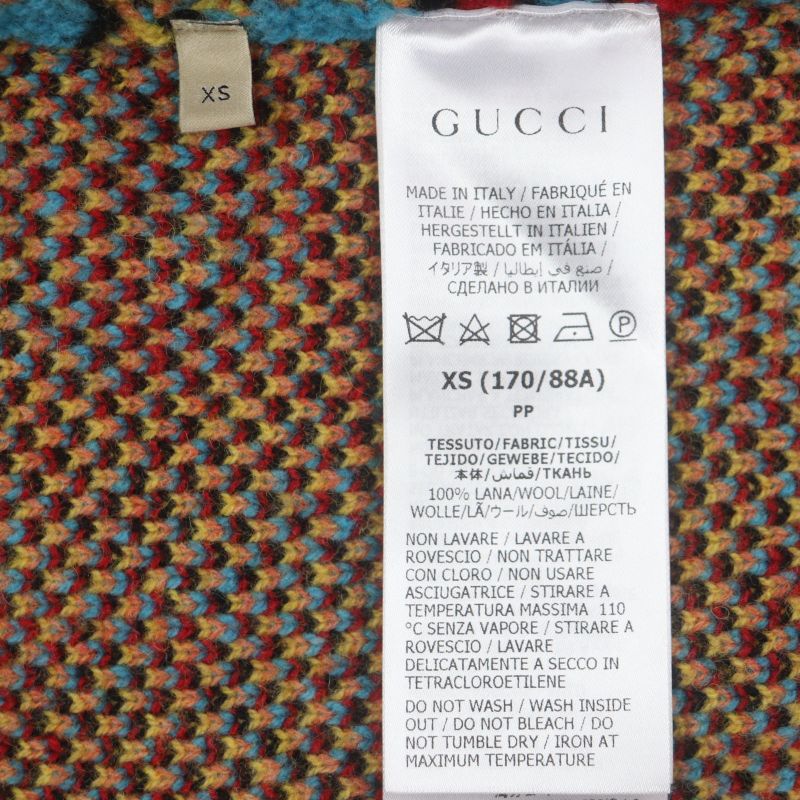 XS
GUCCI
MADE IN ITALY / FABRIQUÉ EN
ITALIE / HECHO EN ITALIA /
HERGESTELLT IN ITALIEN /
FABRICADO EM ITÁLIA /
イタリア製 / صنع في إيطاليا /
СДЕЛАНО В ИТАЛИИ
P
XS (170/88A)
PP
TESSUTO/FABRIC/TISSU/
TEJIDO/GEWEBE/TECIDO/
本体/قماش/ТКАНЬ
100% LANA/WOOL/LAINE/
WOLLE/LÃ/ウール/صوف/ШЕРСТЬ
NON LAVARE / LAVARE A
ROVESCIO / NON TRATTARE
CON CLORO / NON USARE
ASCIUGATRICE / STIRARE A
TEMPERATURA MASSIMA 110
°C SENZA VAPORE / STIRARE A
ROVESCIO / LAVARE
DELICATAMENTE A SECCO IN
TETRACLOROETILENE
DO NOT WASH / WASH INSIDE
OUT / DO NOT BLEACH / DO
NOT TUMBLE DRY / IRON AT
MAXIMUM TEMPERATURE